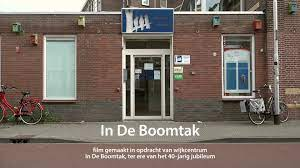 In De Boomtak
film gemaakt in opdracht van wijkcentrum
In De Boomtak, ter ere van het 40-jarig jubileum